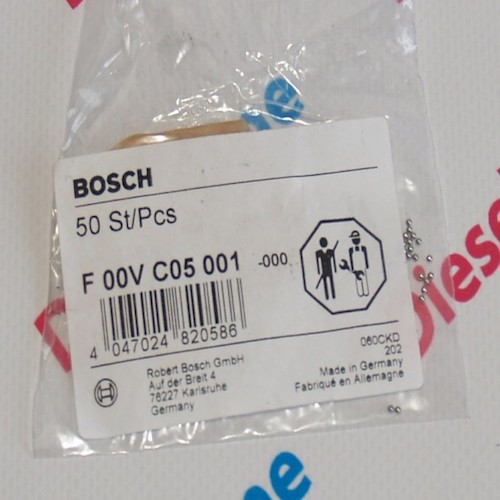 BOSCH
50 St/Pcs
F 00V C05 001 -000
4 047024 820586
Robert Bosch GmbH
Auf der Breit 4
76227 Karlsruhe
Germany
060CKD
202
Made in Germany
Fabriqué en Allemagne
Diesel